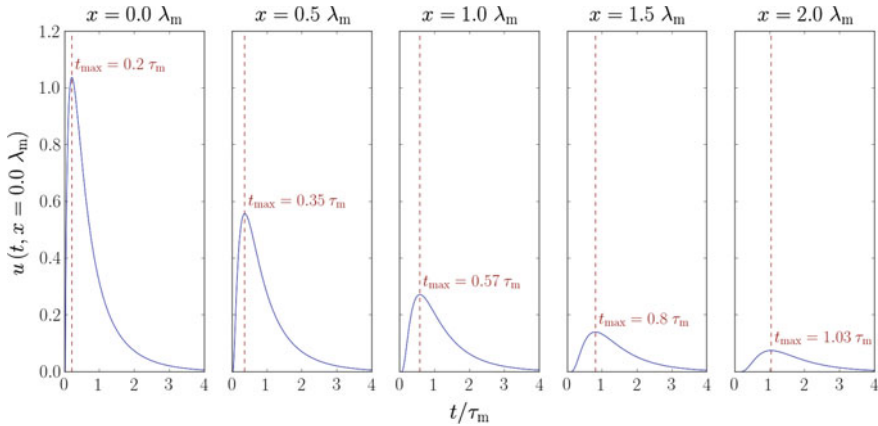 x = 0.0 λm
x = 0.5 λm
x = 1.0 λm
x = 1.5 λm
x = 2.0 λm
u (t, x = 0.0 λm)
1.2
1.0
0.8
0.6
0.4
0.2
0.0
tmax = 0.2 τm
tmax = 0.35 τm
tmax = 0.57 τm
tmax = 0.8 τm
tmax = 1.03 τm
0 1 2 3 4
0 1 2 3 4
0 1 2 3 4
0 1 2 3 4
0 1 2 3 4
t/τm